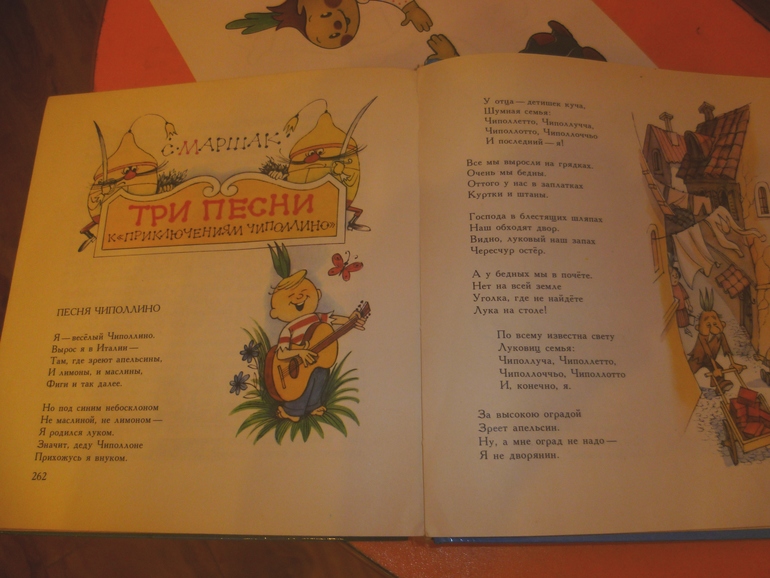 С. МАРШАК
ТРИ ПЕСНИ
К «ПРИКЛЮЧЕНИЯМ ЧИПОЛЛИНО»
ПЕСНЯ ЧИПОЛЛИНО
Я — весёлый Чиполлино.
Вырос я в Италии —
Там, где зреют апельсины,
И лимоны, и маслины,
Фиги и так далее.
Но под синим небосклоном
Не маслиной, не лимоном —
Я родился луком.
Значит, деду Чиполлоне
Прихожусь я внуком.
262
У отца — детишек куча,
Шумная семья:
Чиполлетто, Чиполлучча,
Чиполлотто, Чиполлоччьо
И последний — я!
Все мы выросли на грядках,
Очень мы бедны.
Оттого у нас в заплатках
Куртки и штаны.
Господа в блестящих шляпах
Наш обходят двор.
Видно, луковый наш запах
Чересчур остёр.
А у бедных мы в почёте.
Нет на всей земле
Уголка, где не найдёте
Лука на столе!
По всему известна свету
Луковиц семья:
Чиполлуча, Чиполлетто,
Чиполлоччьо, Чиполлотто
И, конечно, я.
За высокою оградой
Зреет апельсин.
Ну, а мне оград не надо —
Я не дворянин.